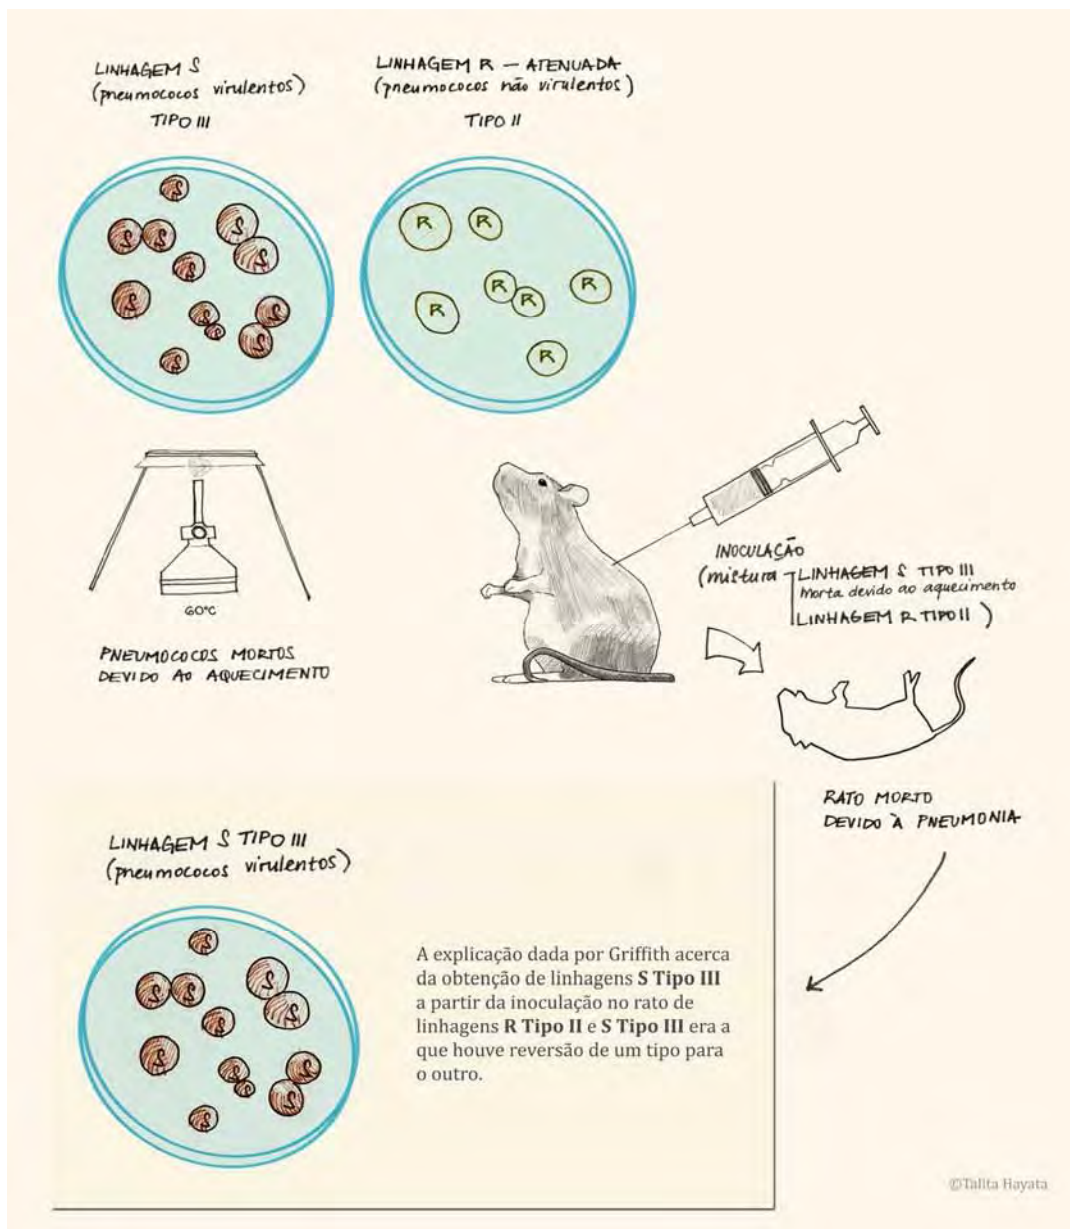 LINHAGEM S
(pneumococos virulentos)
TIPO III
LINHAGEM R — ATENUADA
(pneumococos não virulentos)
TIPO II
S
S
S
S
S
S
S
S
S
S
S
S
R
R
R
R
R
R
R
60°C
PNEUMOCOCOS MORTOS
DEVIDO AO AQUECIMENTO
INOCULAÇÃO
(mistura LINHAGEM S TIPO III
Morta devido ao aquecimento
LINHAGEM R TIPO II)
RATO MORTO
DEVIDO À PNEUMONIA
LINHAGEM S TIPO III
(pneumococos virulentos)
S
S
S
S
S
S
S
S
S
S
S
S
A explicação dada por Griffith acerca
da obtenção de linhagens S Tipo III
a partir da inoculação no rato de
linhagens R Tipo II e S Tipo III era a
que houve reversão de um tipo para
o outro.
©Talita Hayata